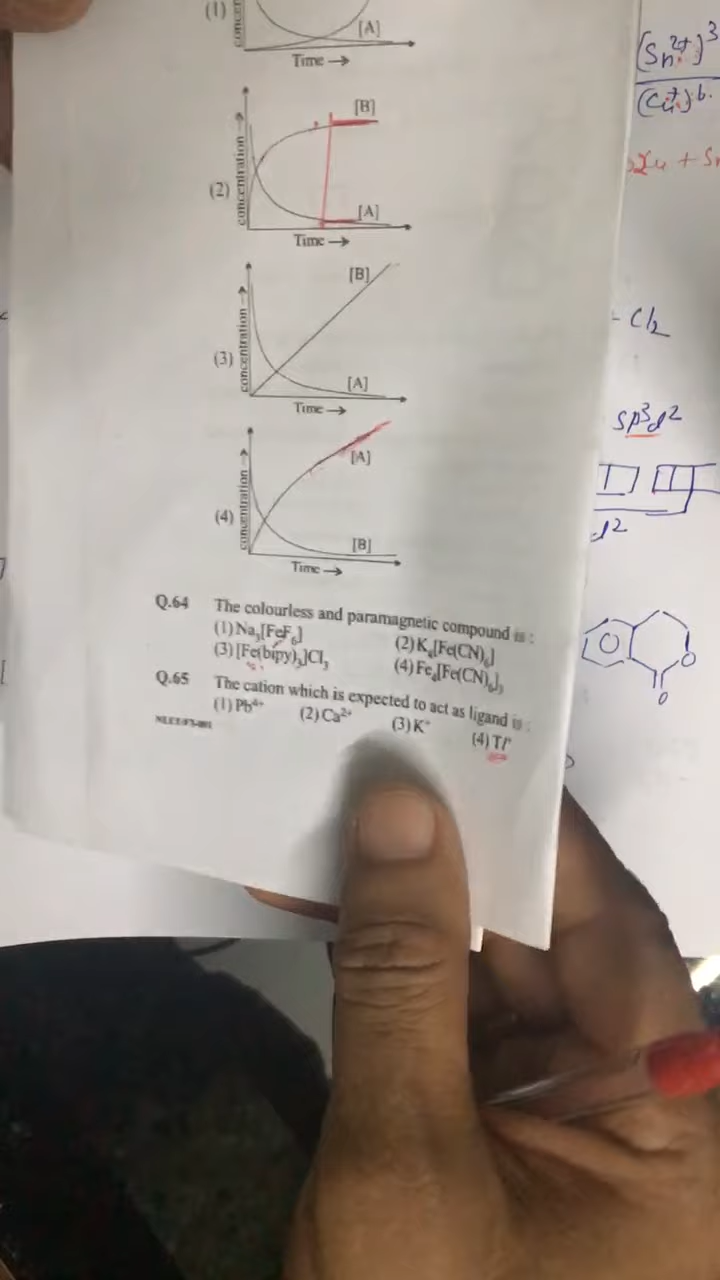 (1)
[A]
Time →
(2)
concentration →
[B]
[A]
Time →
(3)
concentration →
[B]
[A]
Time →
(4)
concentration →
[A]
[B]
Time →
Q.64 The colourless and paramagnetic compound is :
(1) Na₃[FeF₆] (2) K₄[Fe(CN)₆]
(3) [Fe(bipy)₃]Cl₃ (4) Fe₄[Fe(CN)₆]₃
Q.65 The cation which is expected to act as ligand is :
(1) Pb⁴⁺ (2) Ca²⁺ (3) K⁺ (4) Tl⁺
(Sn²⁺)³
- Cl₂
sp³d²
d²
O
O